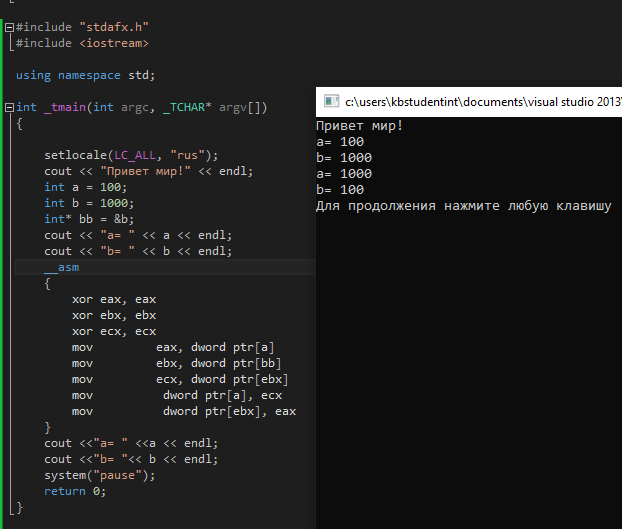 #include "stdafx.h"
#include <iostream>
using namespace std;
int _tmain(int argc, _TCHAR* argv[])
{
setlocale(LC_ALL, "rus");
cout << "Привет мир!" << endl;
int a = 100;
int b = 1000;
int* bb = &b;
cout << "a= " << a << endl;
cout << "b= " << b << endl;
__asm
{
xor eax, eax
xor ebx, ebx
xor ecx, ecx
mov eax, dword ptr[a]
mov ebx, dword ptr[bb]
mov ecx, dword ptr[ebx]
mov dword ptr[a], ecx
mov dword ptr[ebx], eax
}
cout <<"a= " <<a << endl;
cout <<"b= "<< b << endl;
system("pause");
return 0;
}
c:\users\kbstudentint\documents\visual studio 2013\
Привет мир!
a= 100
b= 1000
a= 1000
b= 100
Для продолжения нажмите любую клавишу